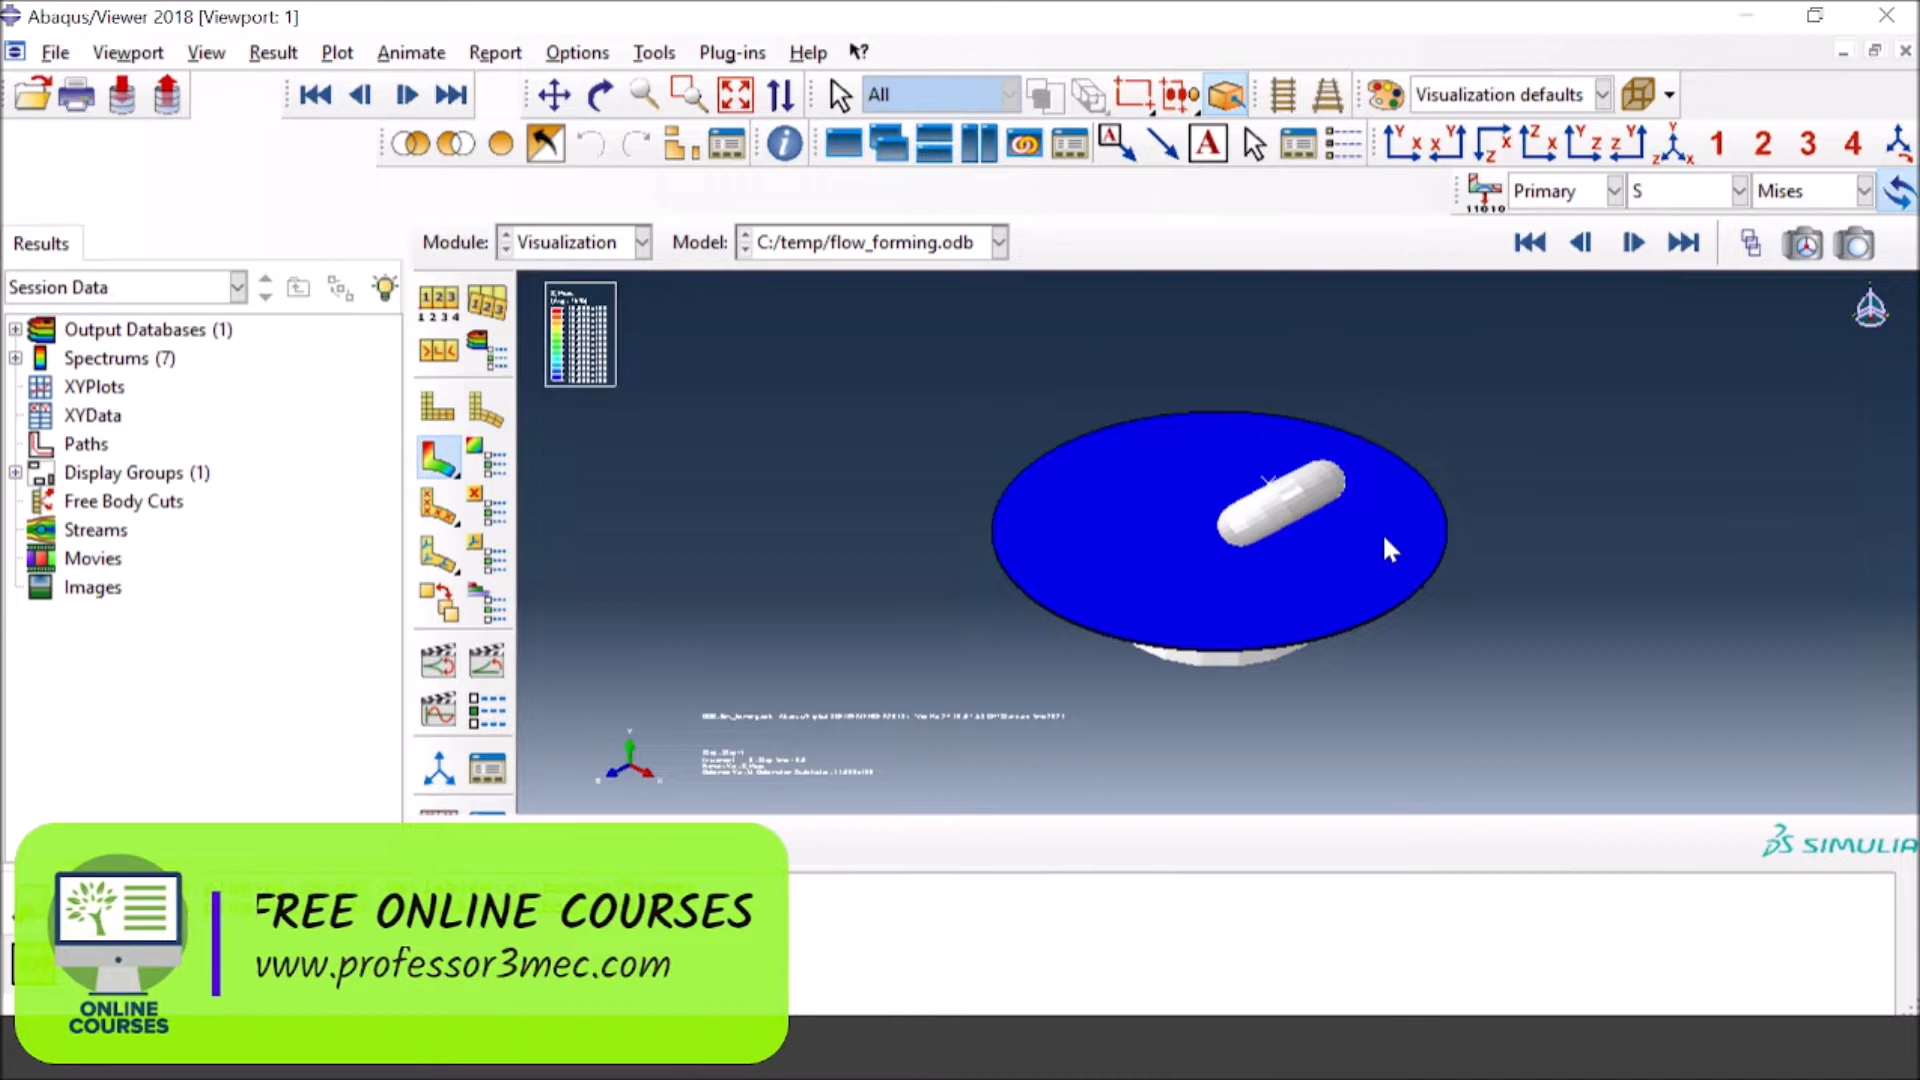 Abaqus/Viewer 2018 [Viewport: 1]
File Viewport View Result Plot Animate Report Options Tools Plug-ins Help
All
Visualization defaults
1 2 3 4
Primary S Mises
Results
Module: Visualization Model: C:/temp/flow_forming.odb
Session Data
Output Databases (1)
Spectrums (7)
XYPlots
XYData
Paths
Display Groups (1)
Free Body Cuts
Streams
Movies
Images
SIMULIA
FREE ONLINE COURSES
www.professor3mec.com
ONLINE
COURSES